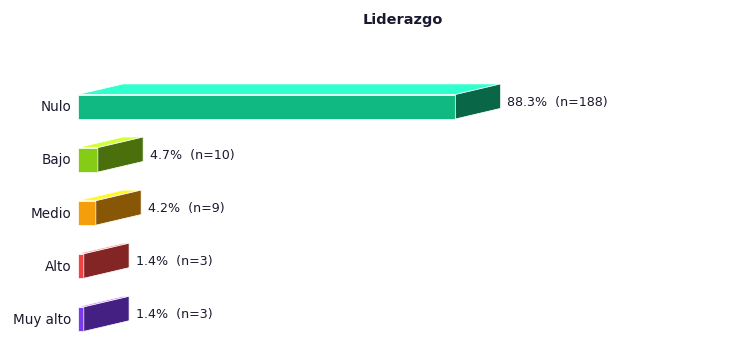 Liderazgo
Nulo 88.3% (n=188)
Bajo 4.7% (n=10)
Medio 4.2% (n=9)
Alto 1.4% (n=3)
Muy alto 1.4% (n=3)